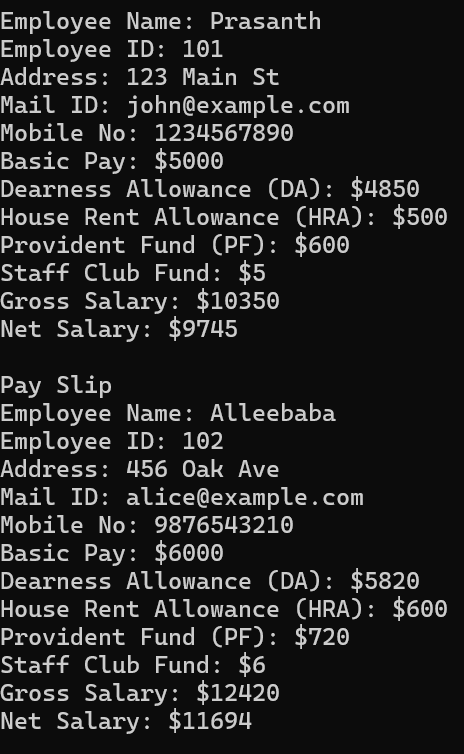 Employee Name: Prasanth
Employee ID: 101
Address: 123 Main St
Mail ID: john@example.com
Mobile No: 1234567890
Basic Pay: $5000
Dearness Allowance (DA): $4850
House Rent Allowance (HRA): $500
Provident Fund (PF): $600
Staff Club Fund: $5
Gross Salary: $10350
Net Salary: $9745

Pay Slip
Employee Name: Alleebaba
Employee ID: 102
Address: 456 Oak Ave
Mail ID: alice@example.com
Mobile No: 9876543210
Basic Pay: $6000
Dearness Allowance (DA): $5820
House Rent Allowance (HRA): $600
Provident Fund (PF): $720
Staff Club Fund: $6
Gross Salary: $12420
Net Salary: $11694